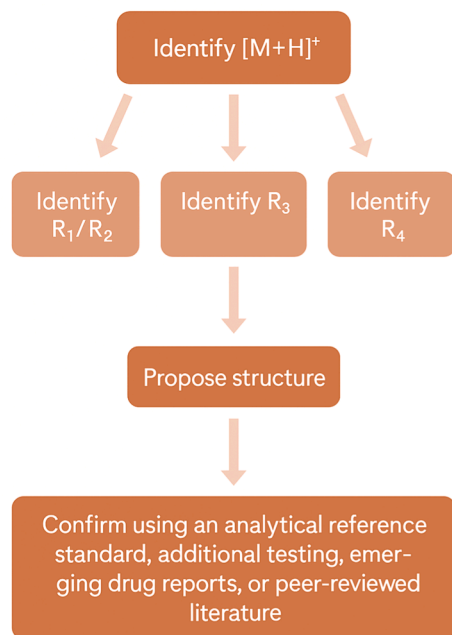 Identify [M+H]⁺
Identify
R₁/R₂
Identify R₃
Identify
R₄
Propose structure
Confirm using an analytical reference
standard, additional testing, emer-
ging drug reports, or peer-reviewed
literature